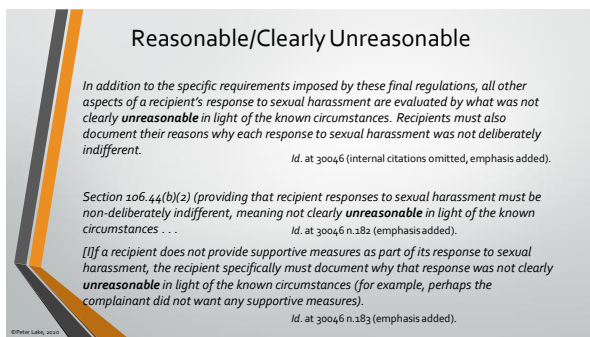 Reasonable/Clearly Unreasonable
In addition to the specific requirements imposed by these final regulations, all other
aspects of a recipient's response to sexual harassment are evaluated by what was not
clearly unreasonable in light of the known circumstances. Recipients must also
document their reasons why each response to sexual harassment was not deliberately
indifferent.
Id. at 30046 (internal citations omitted, emphasis added).
Section 106.44(b)(2) (providing that recipient responses to sexual harassment must be
non-deliberately indifferent, meaning not clearly unreasonable in light of the known
circumstances . . .
Id. at 30046 n.182 (emphasis added).
[I]f a recipient does not provide supportive measures as part of its response to sexual
harassment, the recipient specifically must document why that response was not clearly
unreasonable in light of the known circumstances (for example, perhaps the
complainant did not want any supportive measures).
Id. at 30046 n.183 (emphasis added).
©Peter Lake, 2020